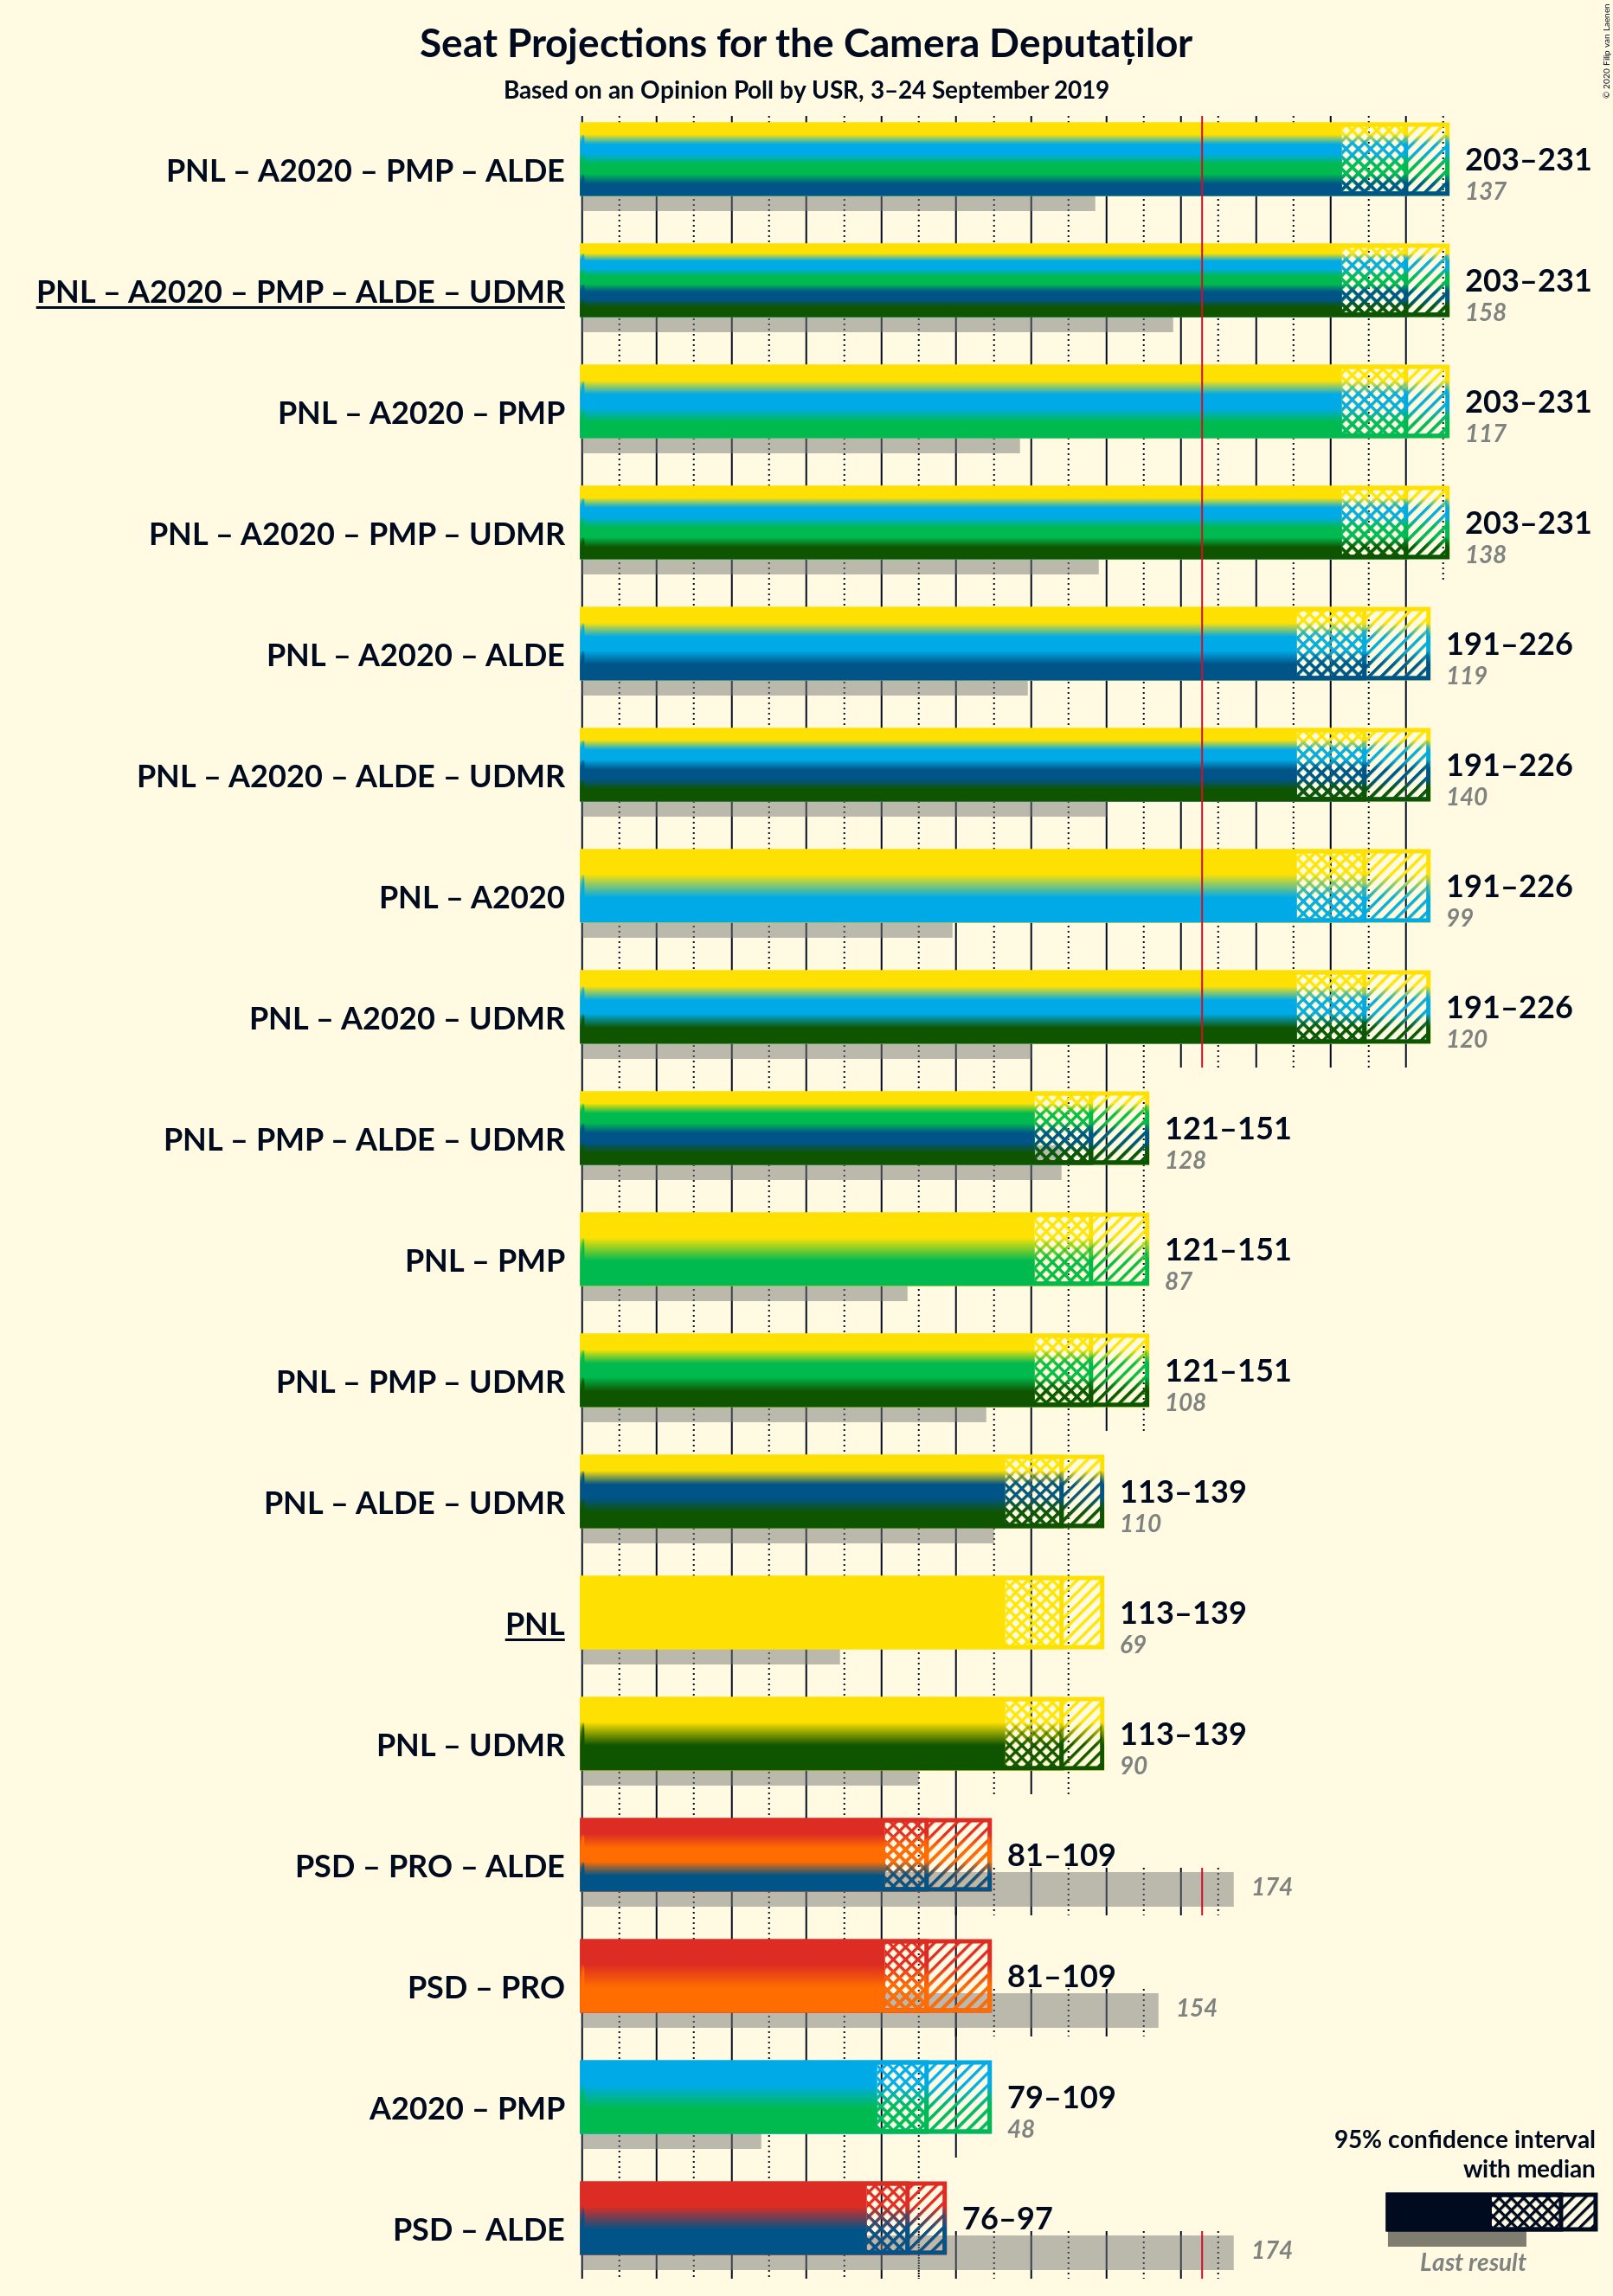 Seat Projections for the Camera Deputaților
Based on an Opinion Poll by USR, 3–24 September 2019
© 2020 Filip van Laenen
PNL – A2020 – PMP – ALDE
203–231
137
PNL – A2020 – PMP – ALDE – UDMR
203–231
158
PNL – A2020 – PMP
203–231
117
PNL – A2020 – PMP – UDMR
203–231
138
PNL – A2020 – ALDE
191–226
119
PNL – A2020 – ALDE – UDMR
191–226
140
PNL – A2020
191–226
99
PNL – A2020 – UDMR
191–226
120
PNL – PMP – ALDE – UDMR
121–151
128
PNL – PMP
121–151
87
PNL – PMP – UDMR
121–151
108
PNL – ALDE – UDMR
113–139
110
PNL
113–139
69
PNL – UDMR
113–139
90
PSD – PRO – ALDE
81–109
174
PSD – PRO
81–109
154
A2020 – PMP
79–109
48
PSD – ALDE
76–97
174
95% confidence interval
with median
Last result